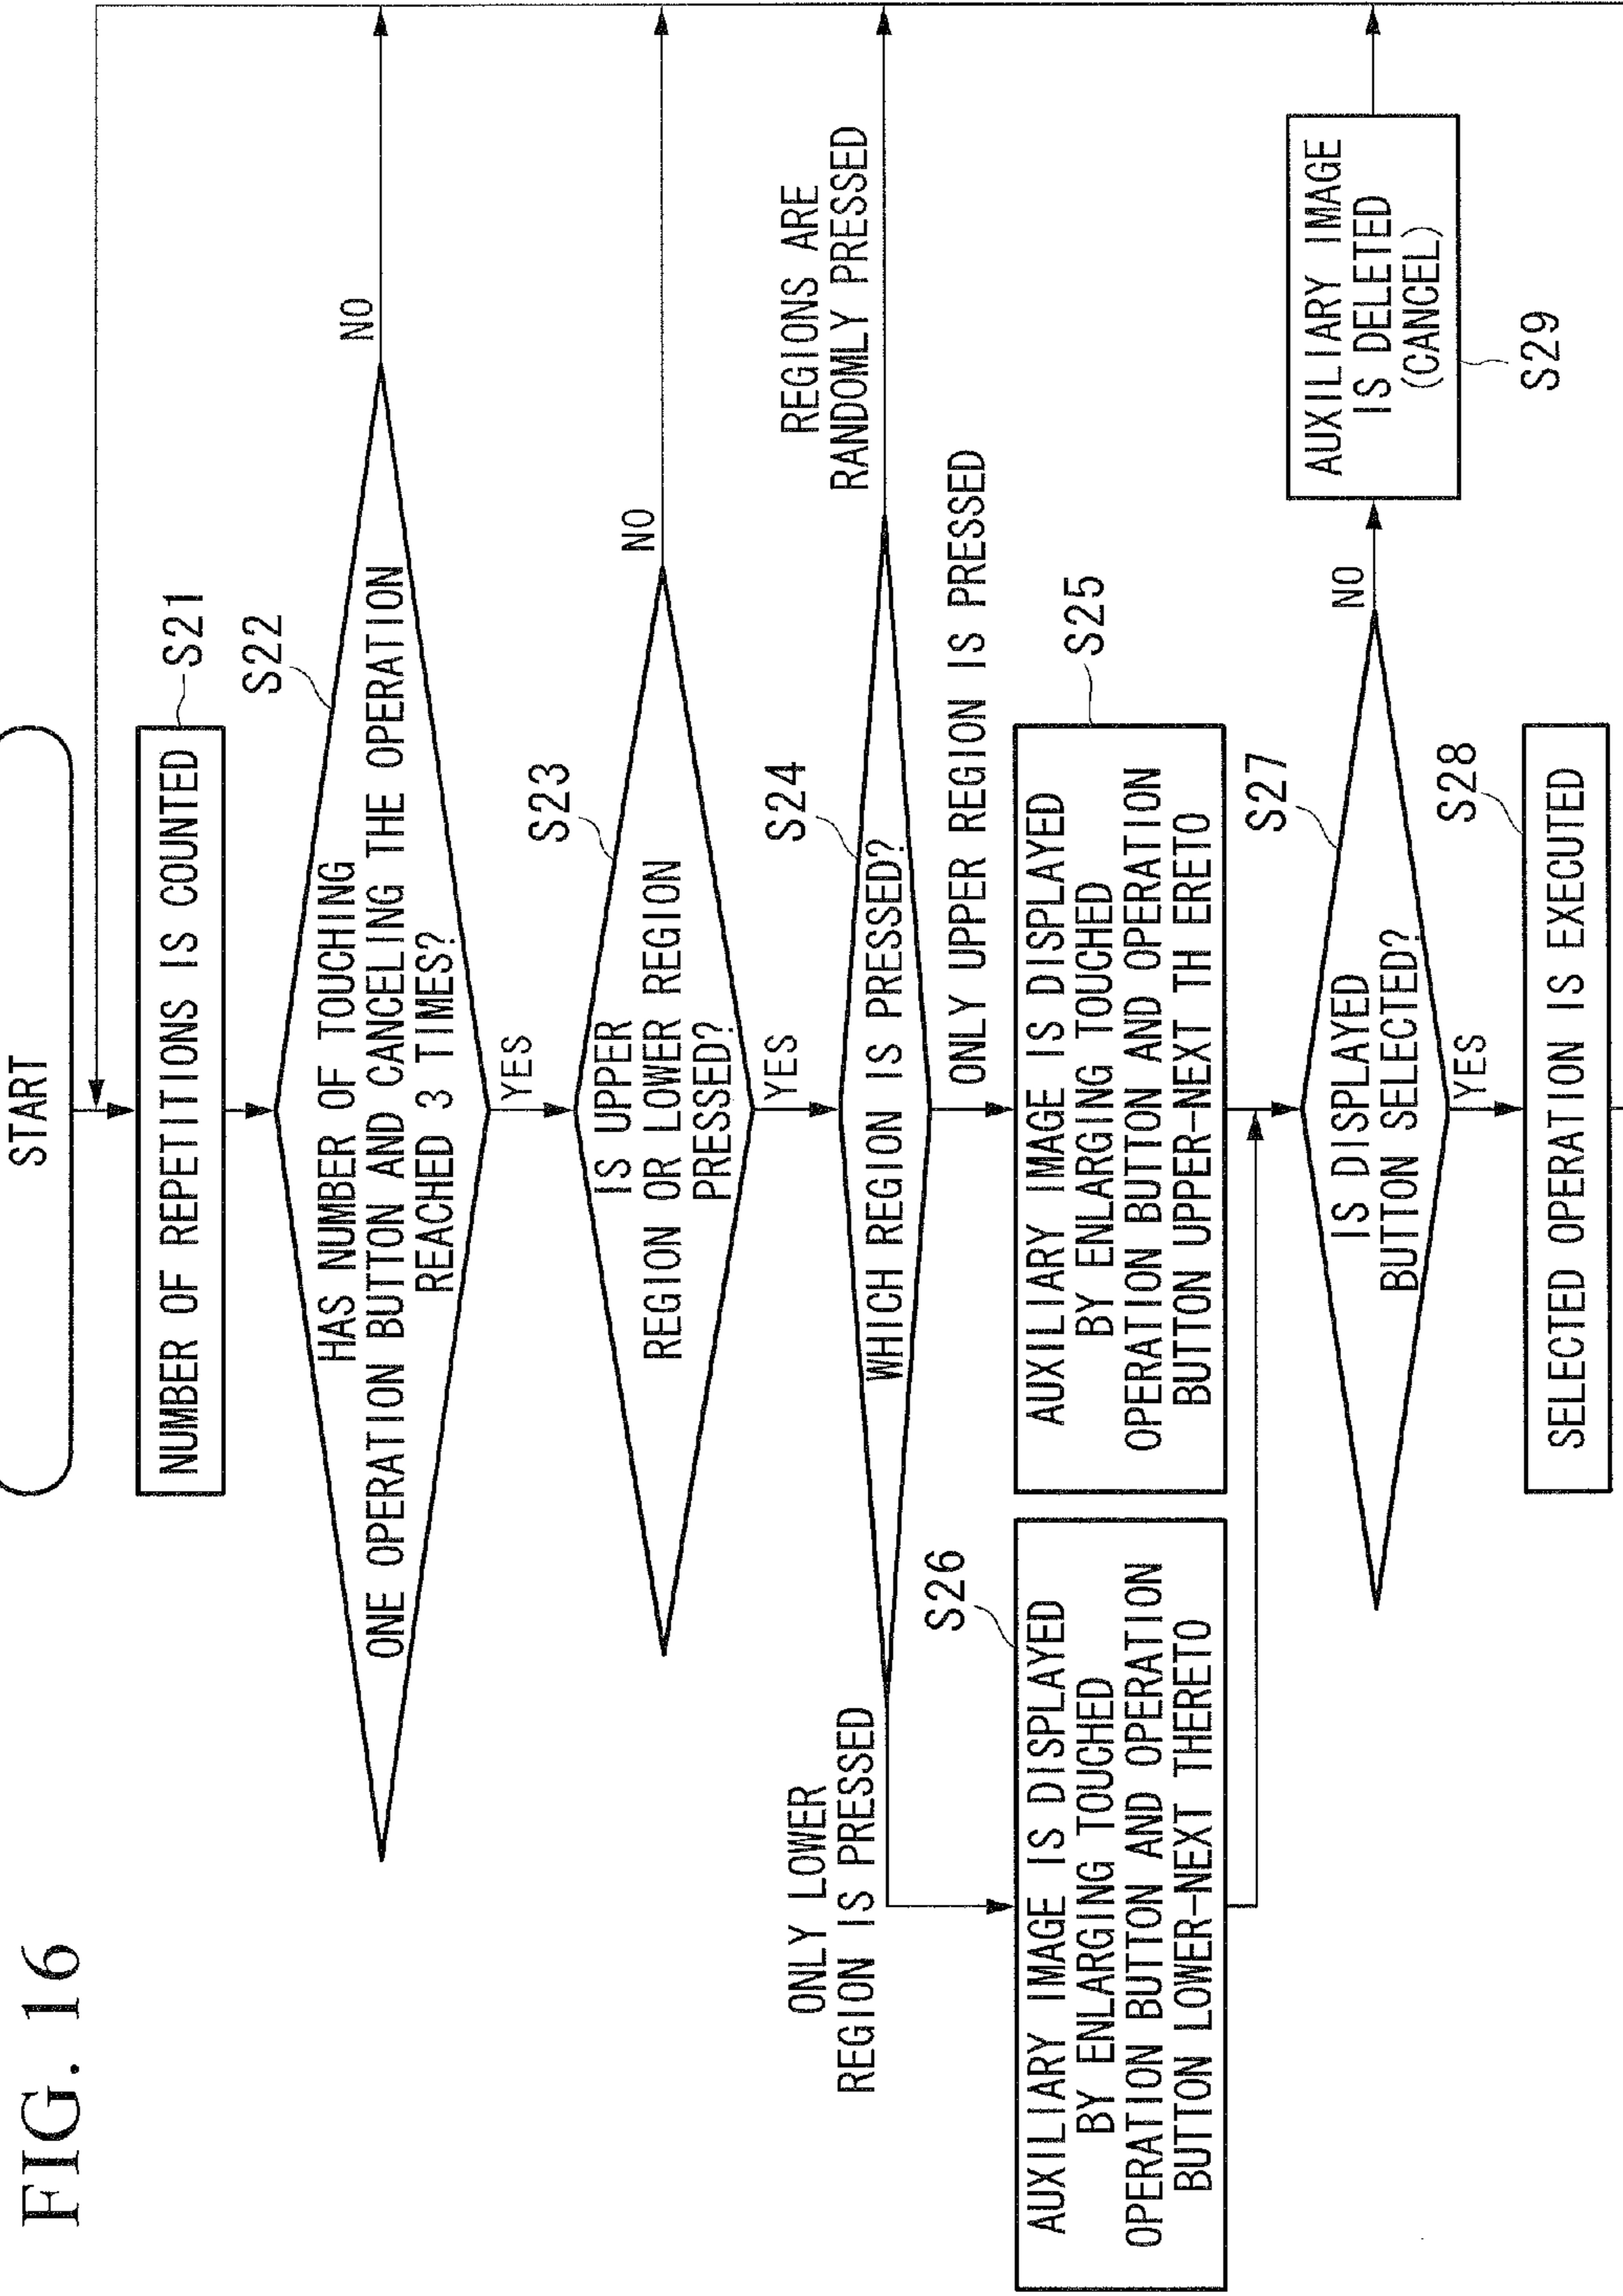 FIG. 16
START
NUMBER OF REPETITIONS IS COUNTED
S21
S22
HAS NUMBER OF TOUCHING
ONE OPERATION BUTTON AND CANCELING THE OPERATION
REACHED 3 TIMES?
NO
YES
S23
IS UPPER
REGION OR LOWER REGION
PRESSED?
NO
YES
S24
WHICH REGION IS PRESSED?
REGIONS ARE
RANDOMLY PRESSED
ONLY LOWER
REGION IS PRESSED
ONLY UPPER REGION IS PRESSED
S26
AUXILIARY IMAGE IS DISPLAYED
BY ENLARGING TOUCHED
OPERATION BUTTON AND OPERATION
BUTTON LOWER-NEXT THERETO
S25
AUXILIARY IMAGE IS DISPLAYED
BY ENLARGING TOUCHED
OPERATION BUTTON AND OPERATION
BUTTON UPPER-NEXT TH ERETO
S27
IS DISPLAYED
BUTTON SELECTED?
NO
AUXILIARY IMAGE
IS DELETED
(CANCEL)
S29
YES
S28
SELECTED OPERATION IS EXECUTED